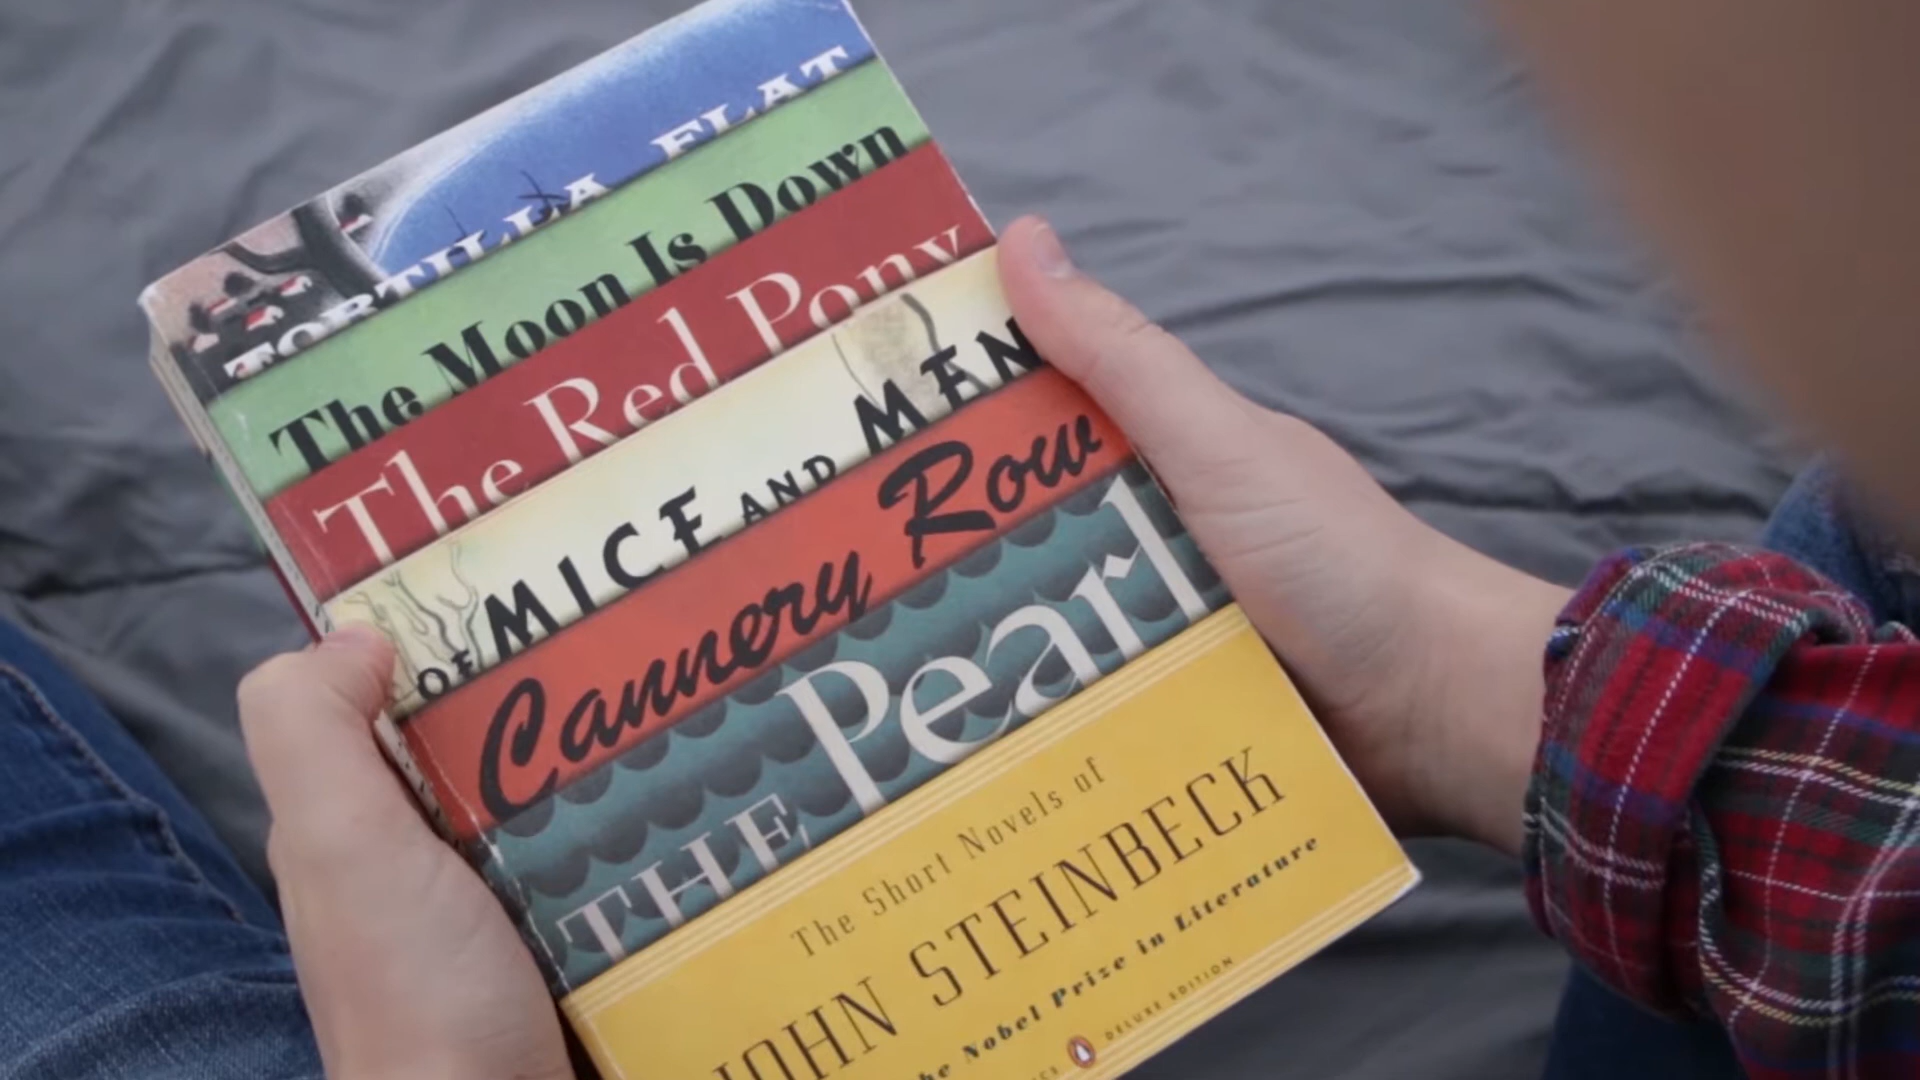 TORTILLA FLAT
The Moon Is Down
The Red Pony
OF MICE AND MEN
Cannery Row
THE Pearl
The Short Novels of
JOHN STEINBECK
the Nobel Prize in Literature
DELUXE EDITION